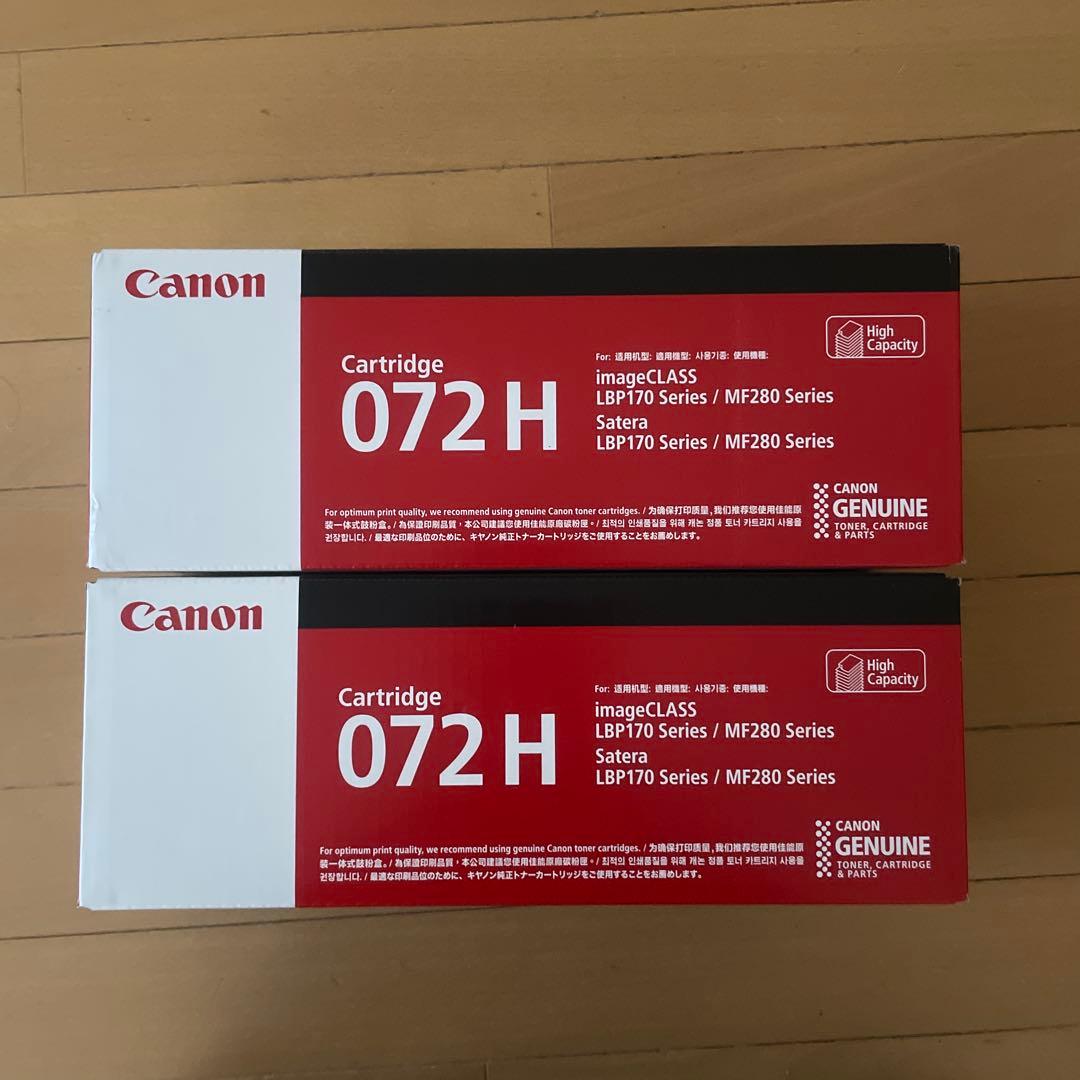 Canon
Cartridge
072 H
For: 适用机型: 適用機型: 사용기종: 使用機種:
imageCLASS
LBP170 Series / MF280 Series
Satera
LBP170 Series / MF280 Series
High
Capacity
For optimum print quality, we recommend using genuine Canon toner cartridges. / 为确保打印质量,我们推荐您使用佳能原
装一体式鼓粉盒。/ 為保證印刷品質，本公司建議您使用佳能原廠碳粉匣。/ 최적의 인쇄품질을 위해 캐논 정품 토너 카트리지 사용을
권장합니다. / 最適な印刷品位のために、キヤノン純正トナーカートリッジをご使用することをお薦めします。
CANON
GENUINE
TONER, CARTRIDGE
& PARTS
Canon
Cartridge
072 H
For: 适用机型: 適用機型: 사용기종: 使用機種:
imageCLASS
LBP170 Series / MF280 Series
Satera
LBP170 Series / MF280 Series
High
Capacity
For optimum print quality, we recommend using genuine Canon toner cartridges. / 为确保打印质量,我们推荐您使用佳能原
装一体式鼓粉盒。/ 為保證印刷品質，本公司建議您使用佳能原廠碳粉匣。/ 최적의 인쇄품질을 위해 캐논 정품 토너 카트리지 사용을
권장합니다. / 最適な印刷品位のために、キヤノン純正トナーカートリッジをご使用することをお薦めします。
CANON
GENUINE
TONER, CARTRIDGE
& PARTS